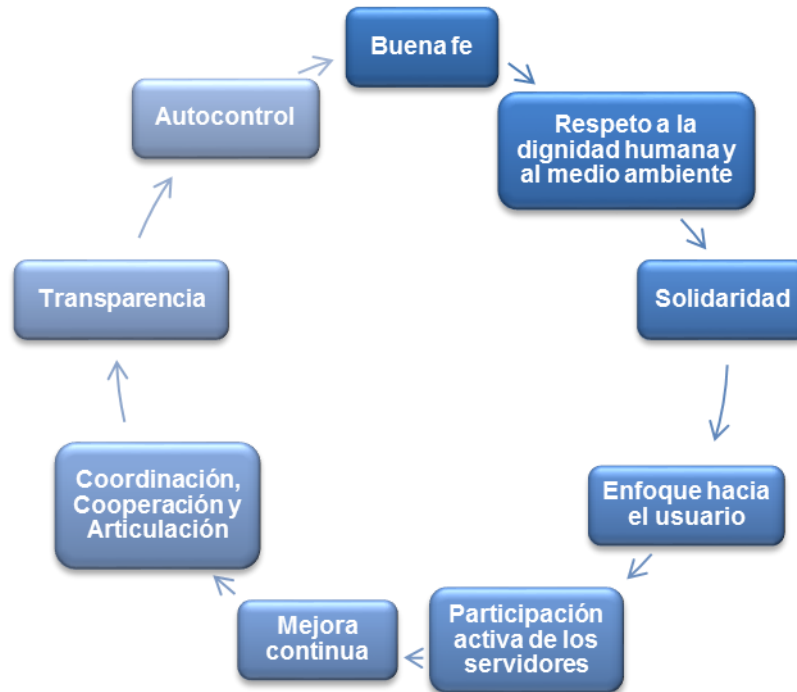 Buena fe
Respeto a la
dignidad humana y
al medio ambiente
Solidaridad
Enfoque hacia
el usuario
Participación
activa de los
servidores
Mejora
continua
Coordinación,
Cooperación y
Articulación
Transparencia
Autocontrol